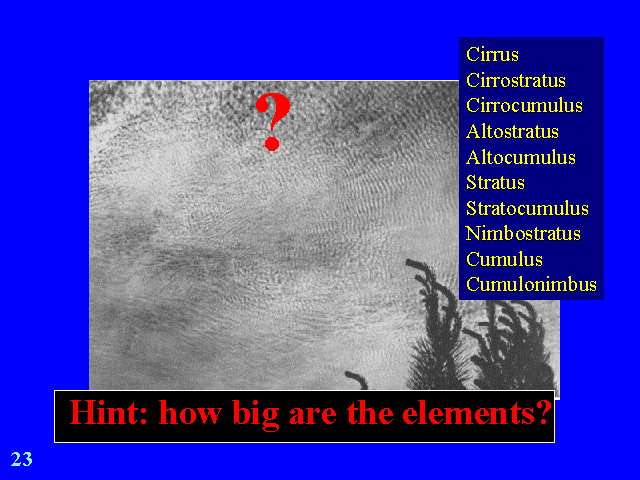 ?
Cirrus
Cirrostratus
Cirrocumulus
Altostratus
Altocumulus
Stratus
Stratocumulus
Nimbostratus
Cumulus
Cumulonimbus
Hint: how big are the elements?
23